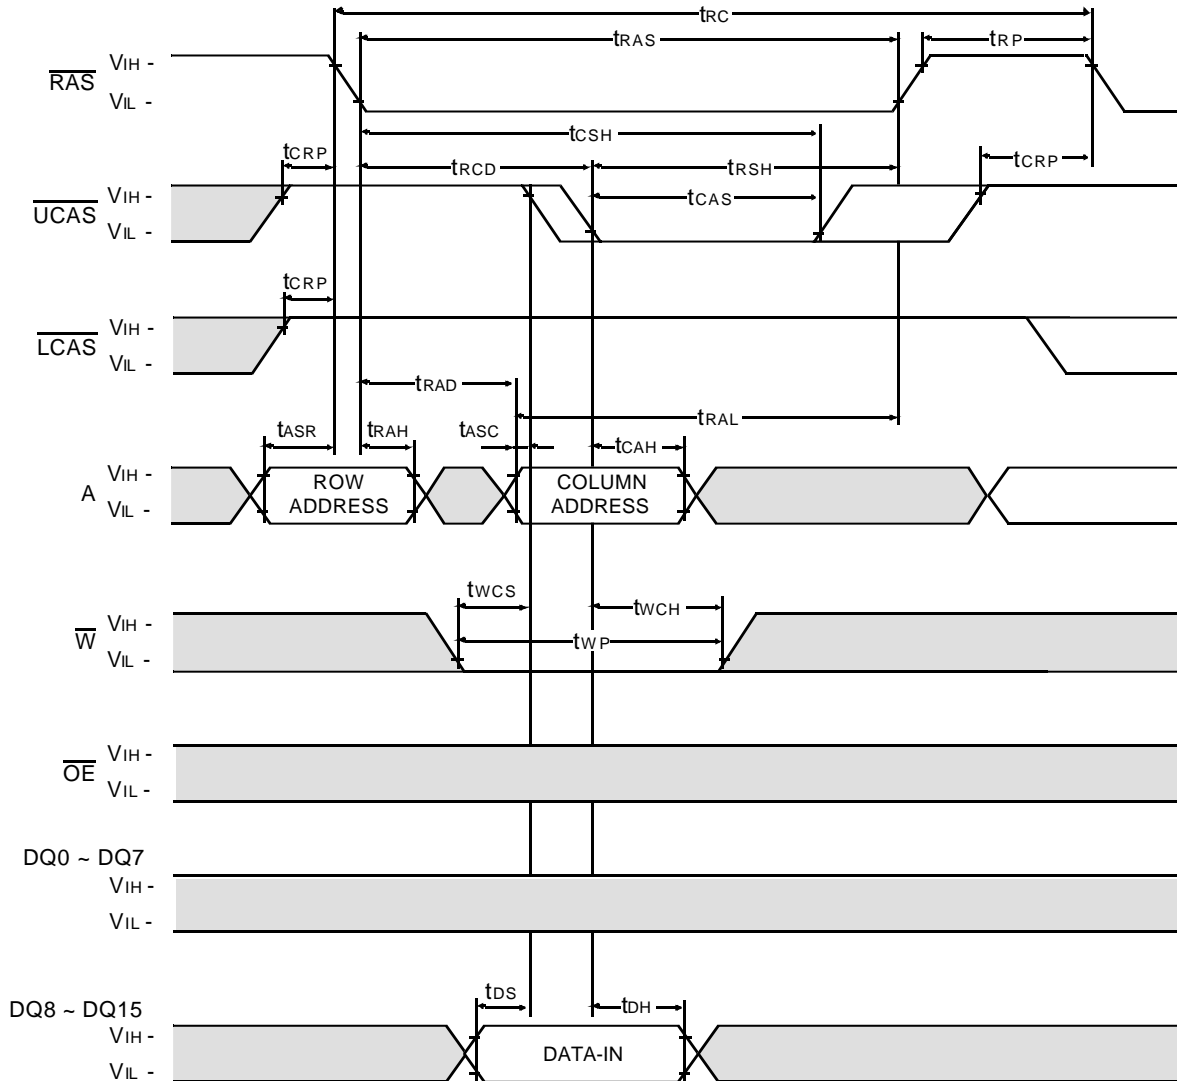 tRC
tRAS
tRP
RAS
VIH -
VIL -
tCSH
tCRP
tRCD
tRSH
tCRP
UCAS
VIH -
VIL -
tCAS
tCRP
LCAS
VIH -
VIL -
tRAD
tRAL
tASR
tRAH
tASC
tCAH
A
VIH -
VIL -
ROW
ADDRESS
COLUMN
ADDRESS
tWCS
tWCH
tWP
W
VIH -
VIL -
OE
VIH -
VIL -
DQ0 ~ DQ7
VIH -
VIL -
tDS
tDH
DQ8 ~ DQ15
VIH -
VIL -
DATA-IN